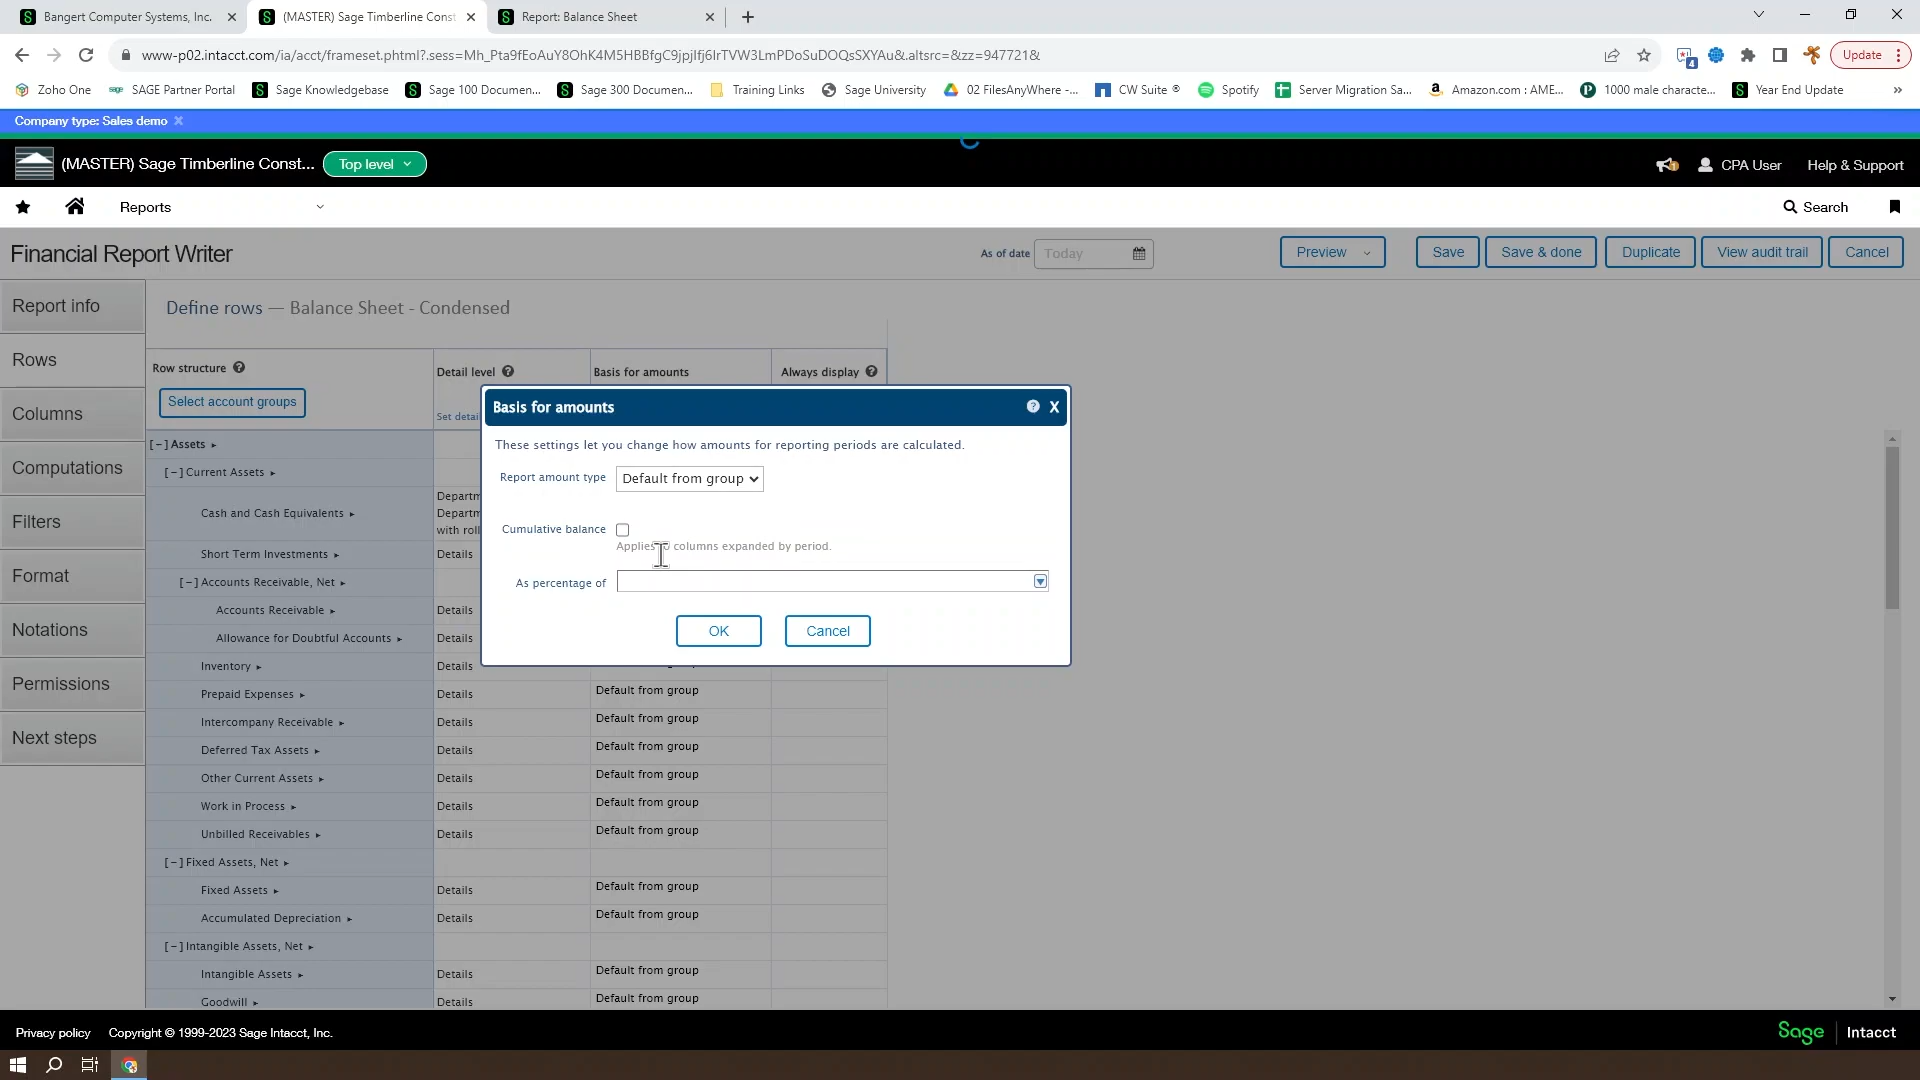 Bangert Computer Systems, Inc.
(MASTER) Sage Timberline Const
Report: Balance Sheet
www-p02.intacct.com/ia/acct/frameset.phtml?.sess=Mh_Pta9fEoAuY8OhK4M5HBBfgC9jpjIfj6IrTVW3LmPDoSuDOQsSXYAu&.altsrc=&zz=947721&
4
Update
Zoho One
SAGE Partner Portal
Sage Knowledgebase
Sage 100 Documen...
Sage 300 Documen...
Training Links
Sage University
02 FilesAnyWhere -...
CW Suite ®
Spotify
Server Migration Sa...
Amazon.com : AME...
1000 male characte...
Year End Update
Company type: Sales demo
(MASTER) Sage Timberline Const...
Top level
CPA User
Help & Support
Reports
Search
Financial Report Writer
As of date
Today
Preview
Save
Save & done
Duplicate
View audit trail
Cancel
Report info
Rows
Columns
Computations
Filters
Format
Notations
Permissions
Next steps
Define rows — Balance Sheet - Condensed
Row structure
Select account groups
Detail level
Basis for amounts
Always display
Set detai
[-] Assets
[-] Current Assets
Cash and Cash Equivalents
Departm
Departm
with roll
Short Term Investments
Details
[-] Accounts Receivable, Net
Accounts Receivable
Details
Allowance for Doubtful Accounts
Details
Inventory
Details
Prepaid Expenses
Details
Default from group
Intercompany Receivable
Details
Default from group
Deferred Tax Assets
Details
Default from group
Other Current Assets
Details
Default from group
Work in Process
Details
Default from group
Unbilled Receivables
Details
Default from group
[-] Fixed Assets, Net
Fixed Assets
Details
Default from group
Accumulated Depreciation
Details
Default from group
[-] Intangible Assets, Net
Intangible Assets
Details
Default from group
Goodwill
Details
Default from group
Basis for amounts
X
These settings let you change how amounts for reporting periods are calculated.
Report amount type
Default from group
Cumulative balance
Applies to columns expanded by period.
As percentage of
OK
Cancel
Privacy policy
Copyright © 1999-2023 Sage Intacct, Inc.
Sage
Intacct